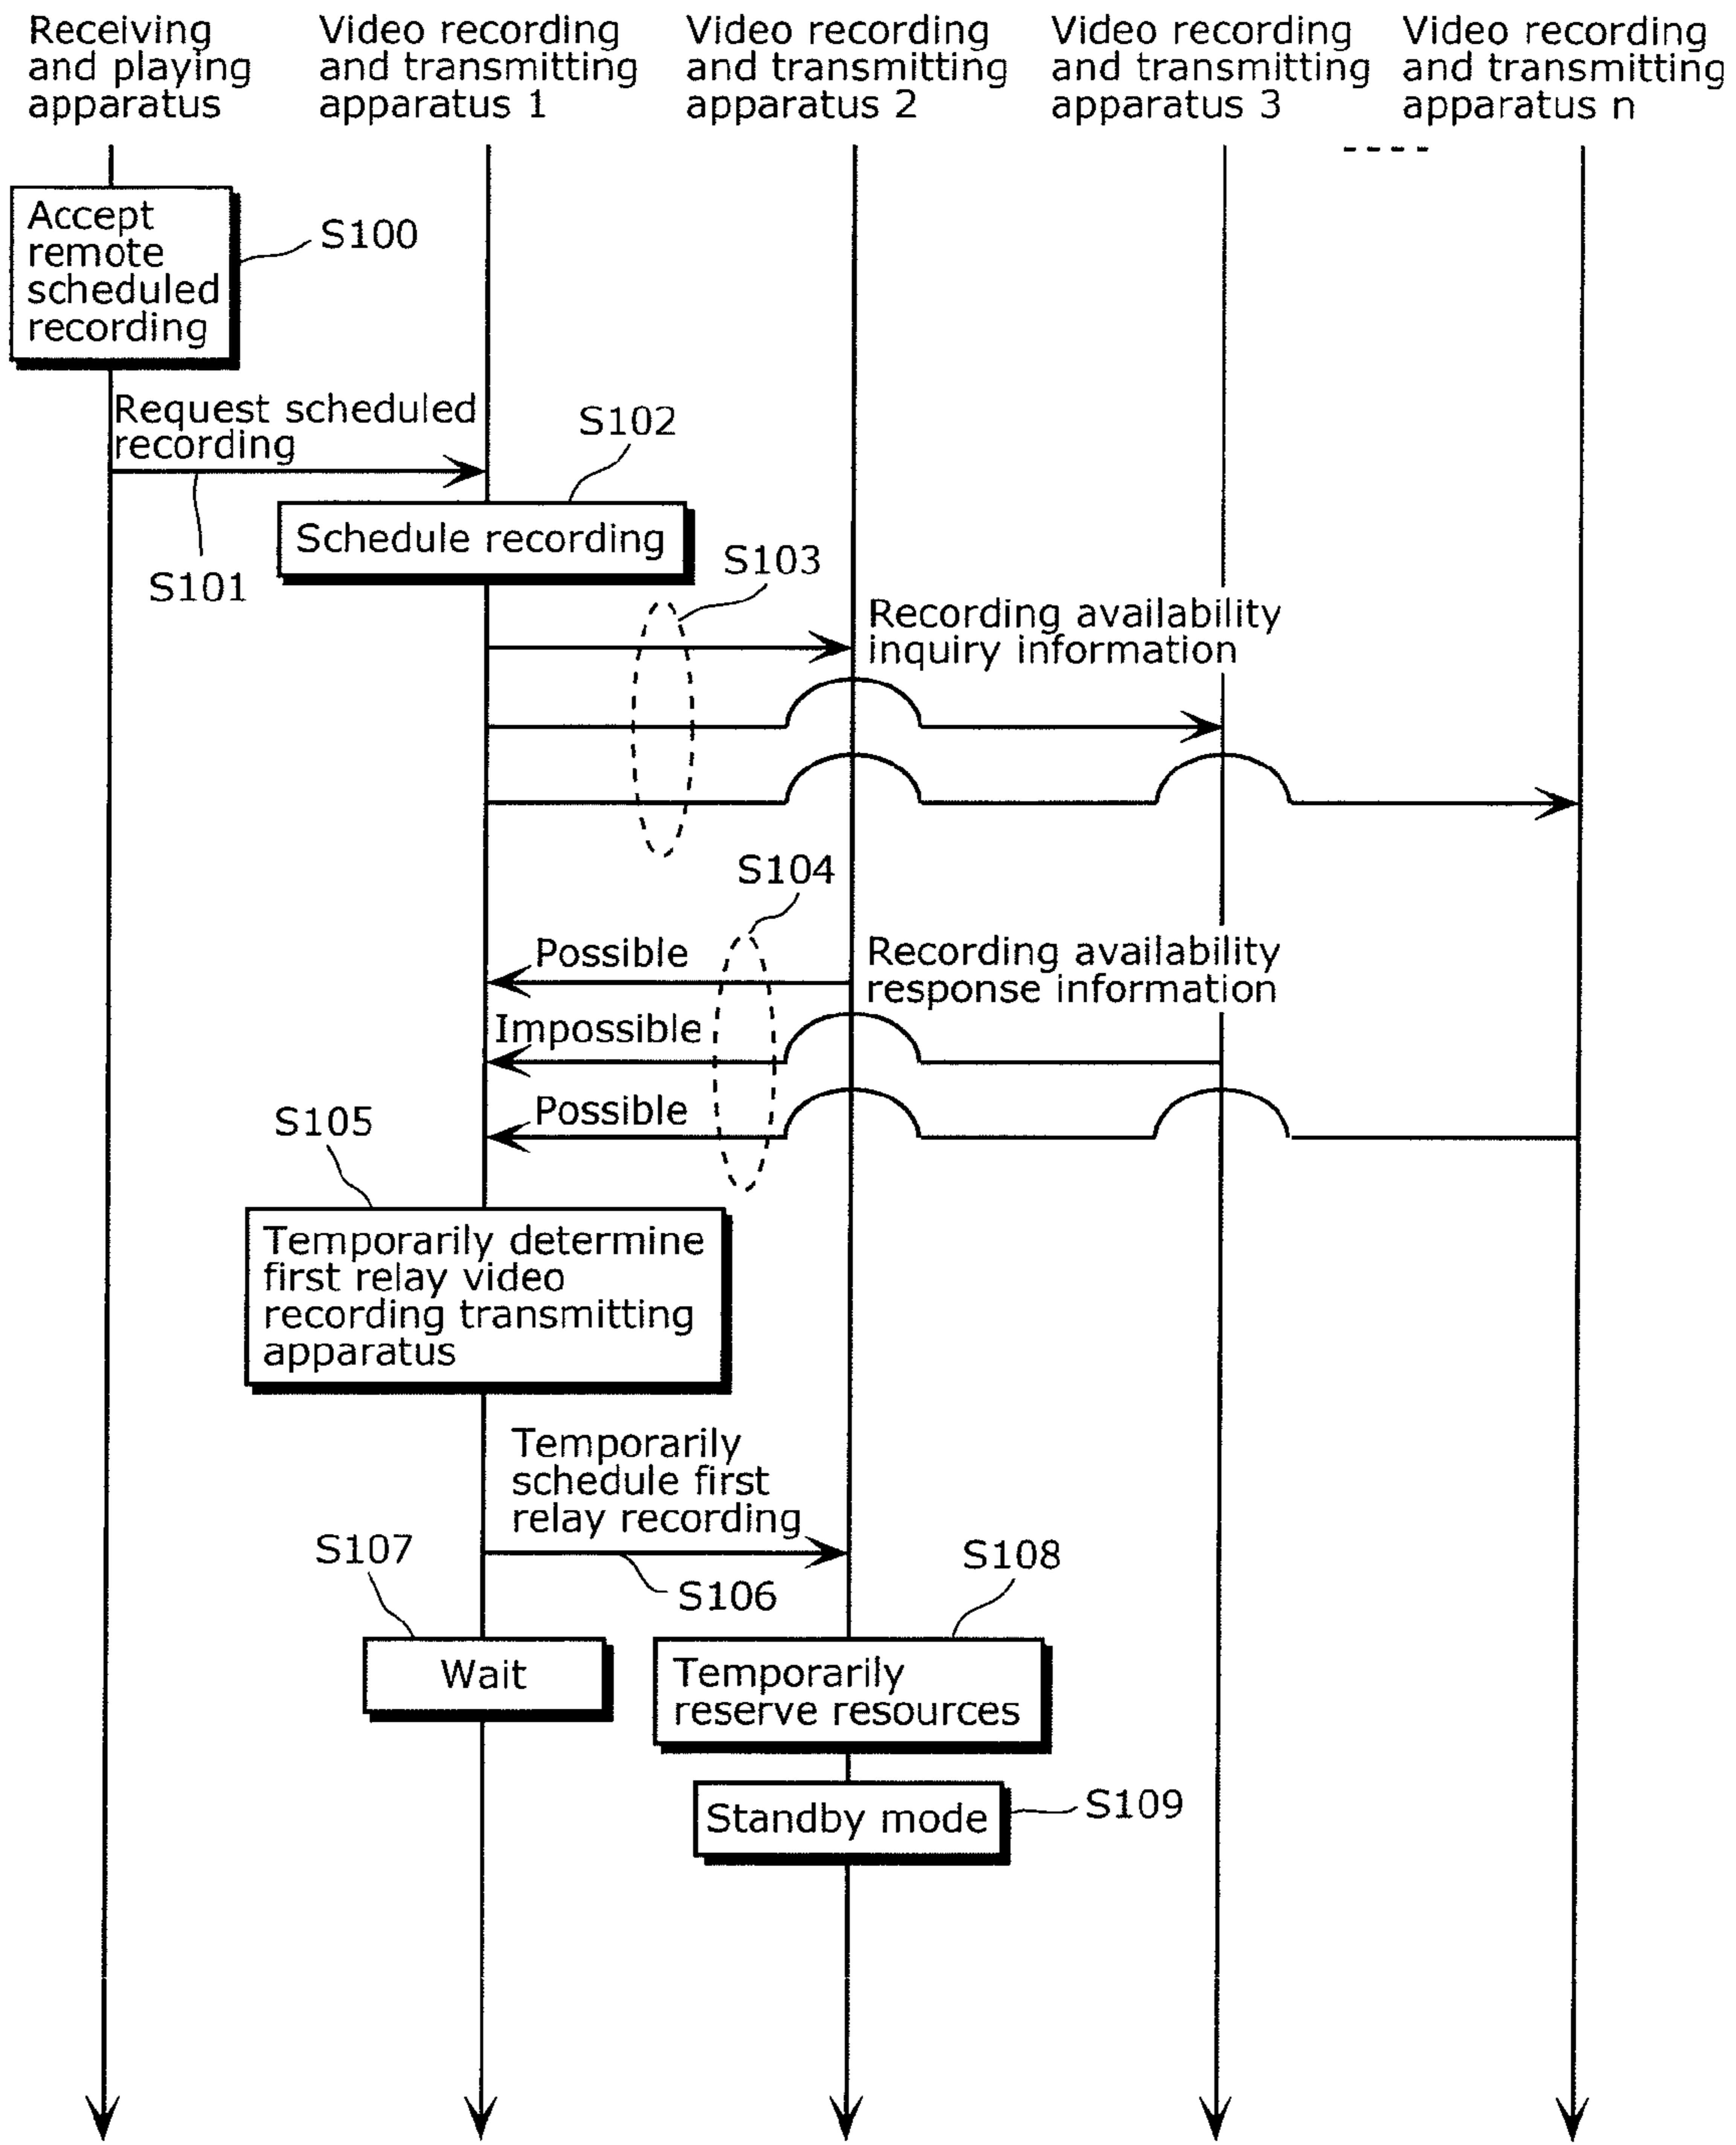 Receiving
and playing
apparatus
Video recording
and transmitting
apparatus 1
Video recording
and transmitting
apparatus 2
Video recording
and transmitting
apparatus 3
Video recording
and transmitting
apparatus n
Accept
remote
scheduled
recording
S100
Request scheduled
recording
S101
S102
Schedule recording
S103
Recording availability
inquiry information
S104
Possible
Recording availability
response information
Impossible
Possible
S105
Temporarily determine
first relay video
recording transmitting
apparatus
Temporarily
schedule first
relay recording
S106
S107
Wait
S108
Temporarily
reserve resources
Standby mode
S109